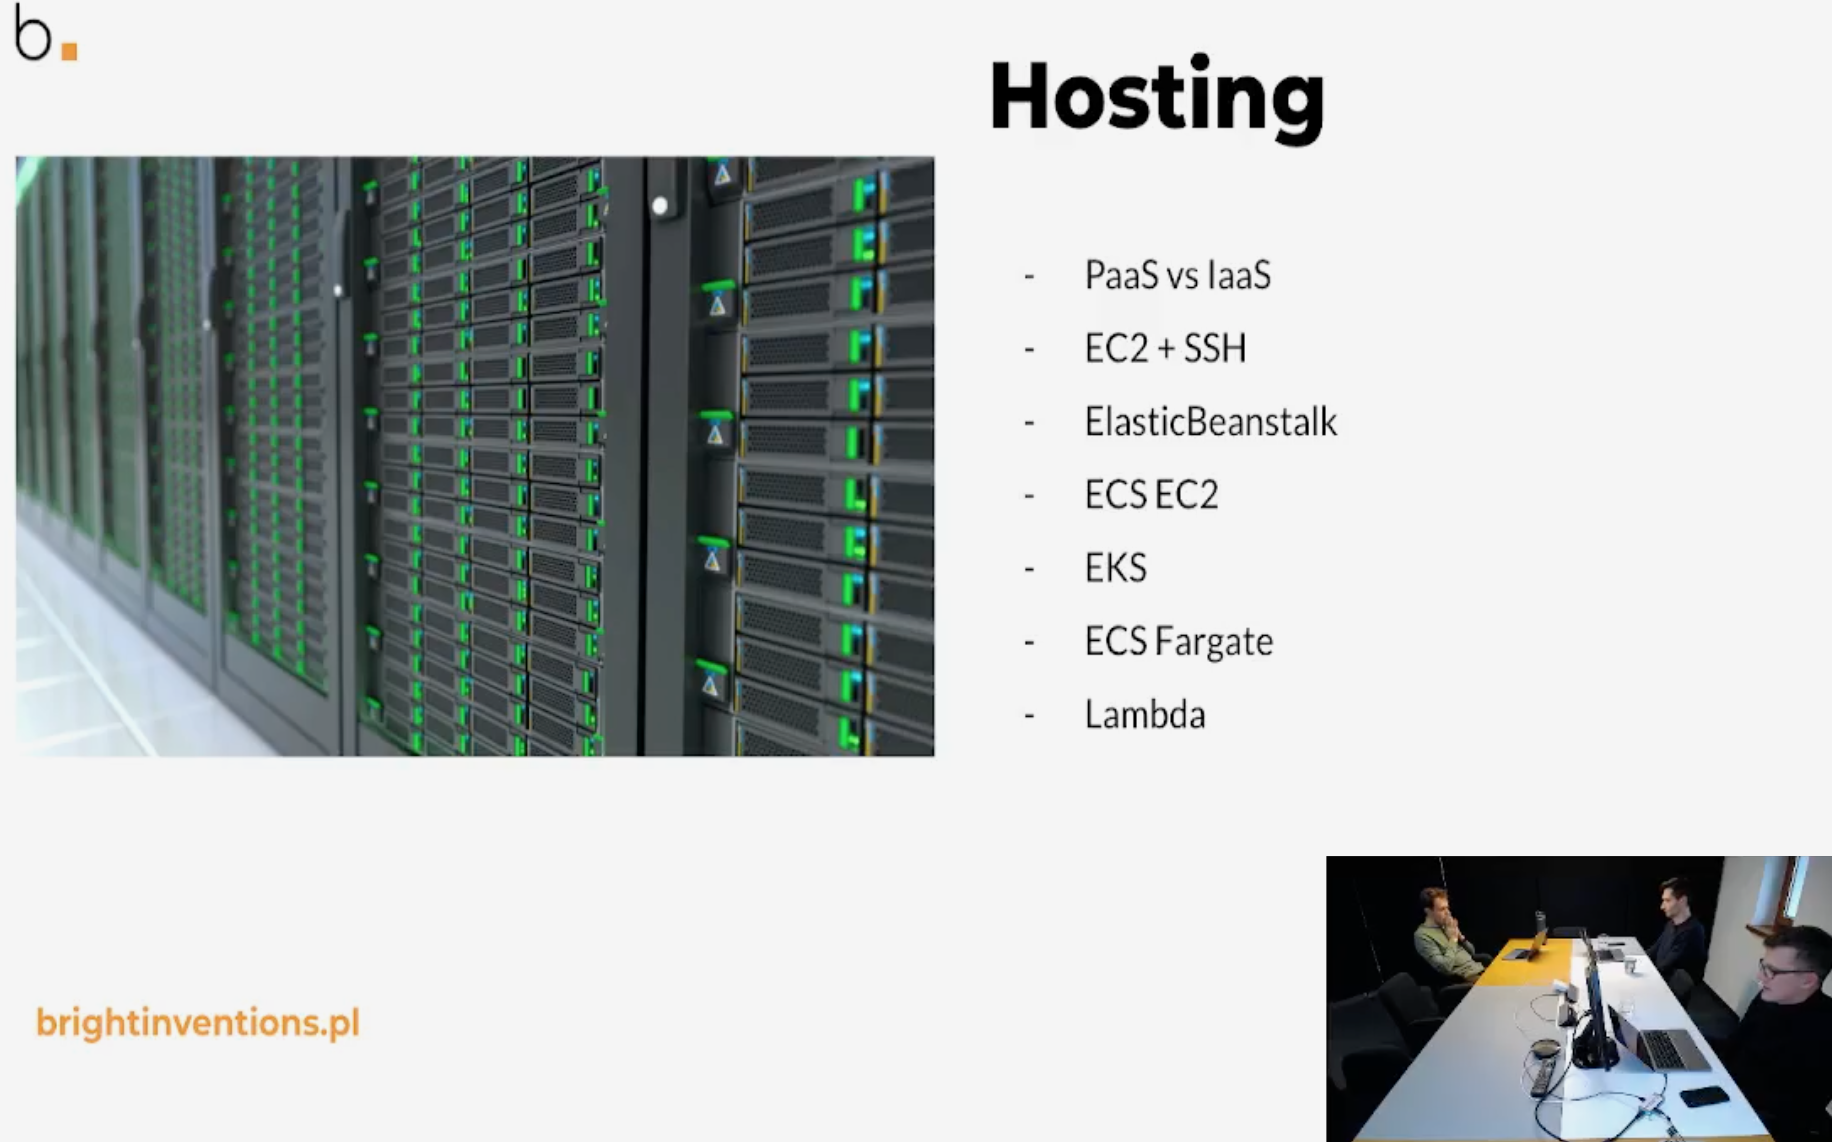 b.
Hosting
- PaaS vs IaaS
- EC2 + SSH
- ElasticBeanstalk
- ECS EC2
- EKS
- ECS Fargate
- Lambda
brightinventions.pl